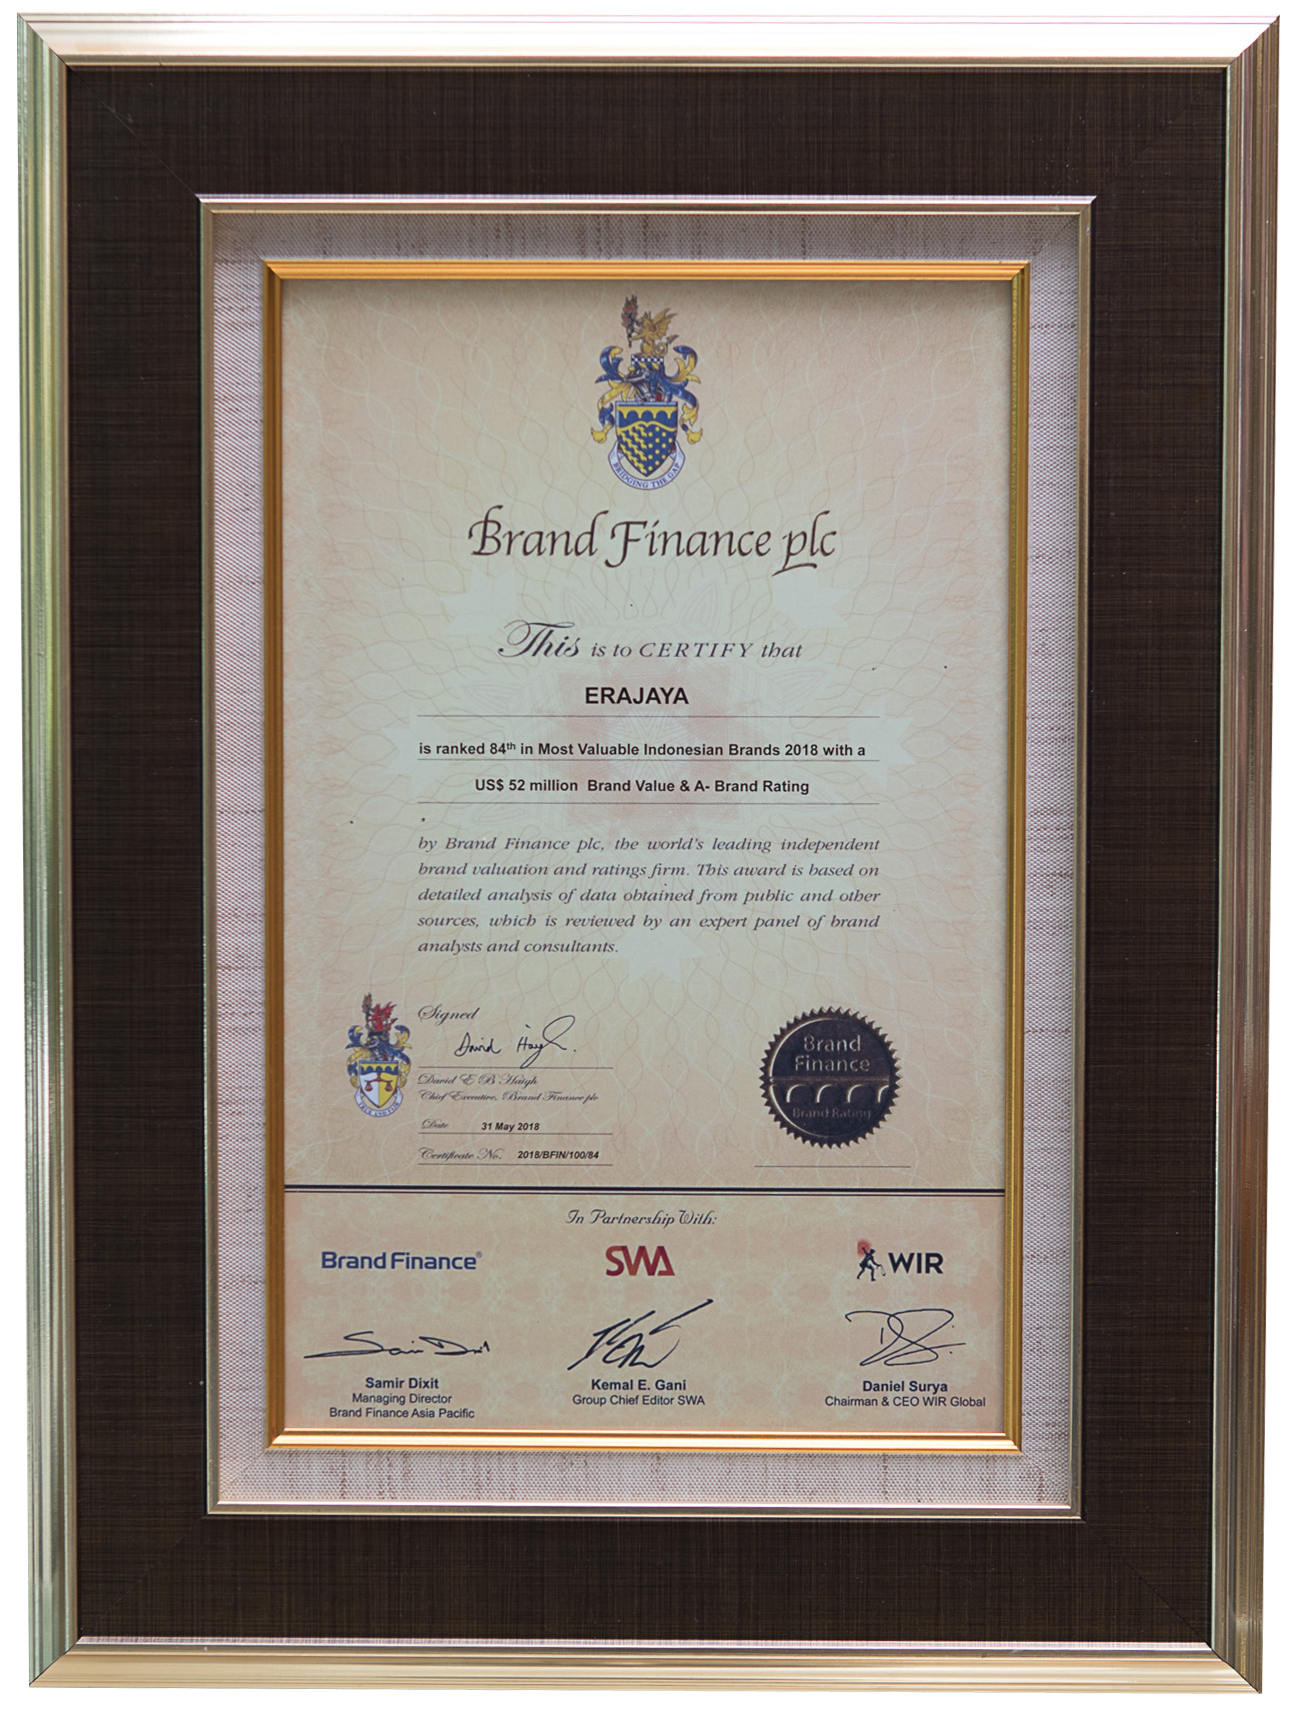 BRIDGING THE GAP
Brand Finance plc
This is to CERTIFY that
ERAJAYA
is ranked 84th in Most Valuable Indonesian Brands 2018 with a
US$ 52 million Brand Value & A- Brand Rating
by Brand Finance plc, the world's leading independent
brand valuation and ratings firm. This award is based on
detailed analysis of data obtained from public and other
sources, which is reviewed by an expert panel of brand
analysts and consultants.
Signed
David Haigh.
David E B Haigh
Chief Executive, Brand Finance plc
Date 31 May 2018
Certificate No. 2018/BFIN/100/84
Brand
Finance
Brand Rating
In Partnership With:
Brand Finance®
SWA
WIR
Samir Dixit
Managing Director
Brand Finance Asia Pacific
Kemal E. Gani
Group Chief Editor SWA
Daniel Surya
Chairman & CEO WIR Global